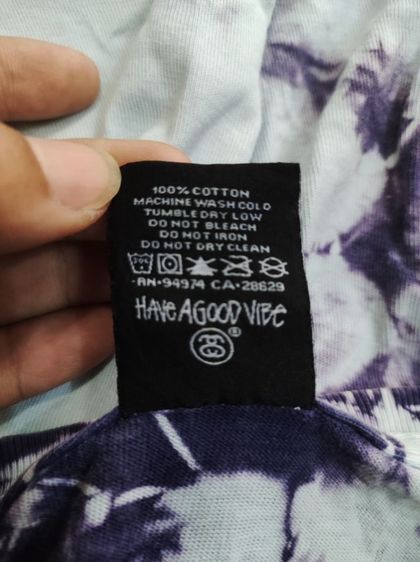 100% COTTON
MACHINE WASH COLD
TUMBLE DRY LOW
DO NOT BLEACH
DO NOT IRON
DO NOT DRY CLEAN
·RN·94974 CA·28629
HAVE A GOOD VIBE
®